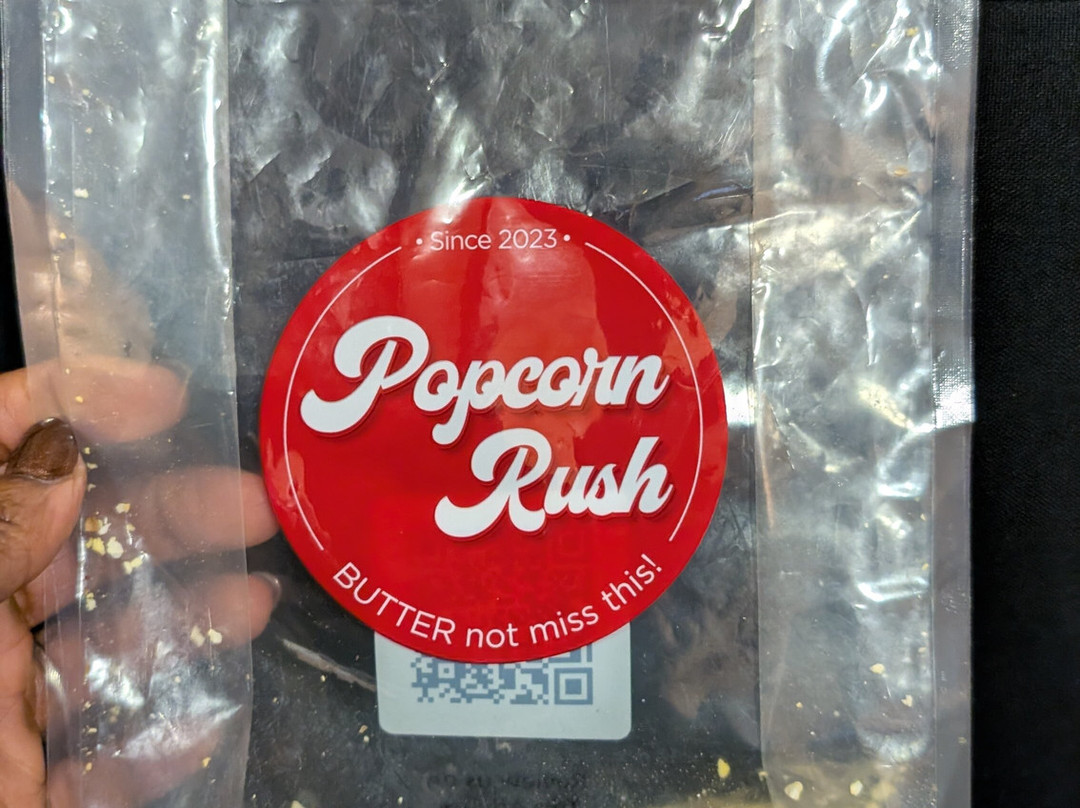 • Since 2023 •
Popcorn
Rush
BUTTER not miss this!